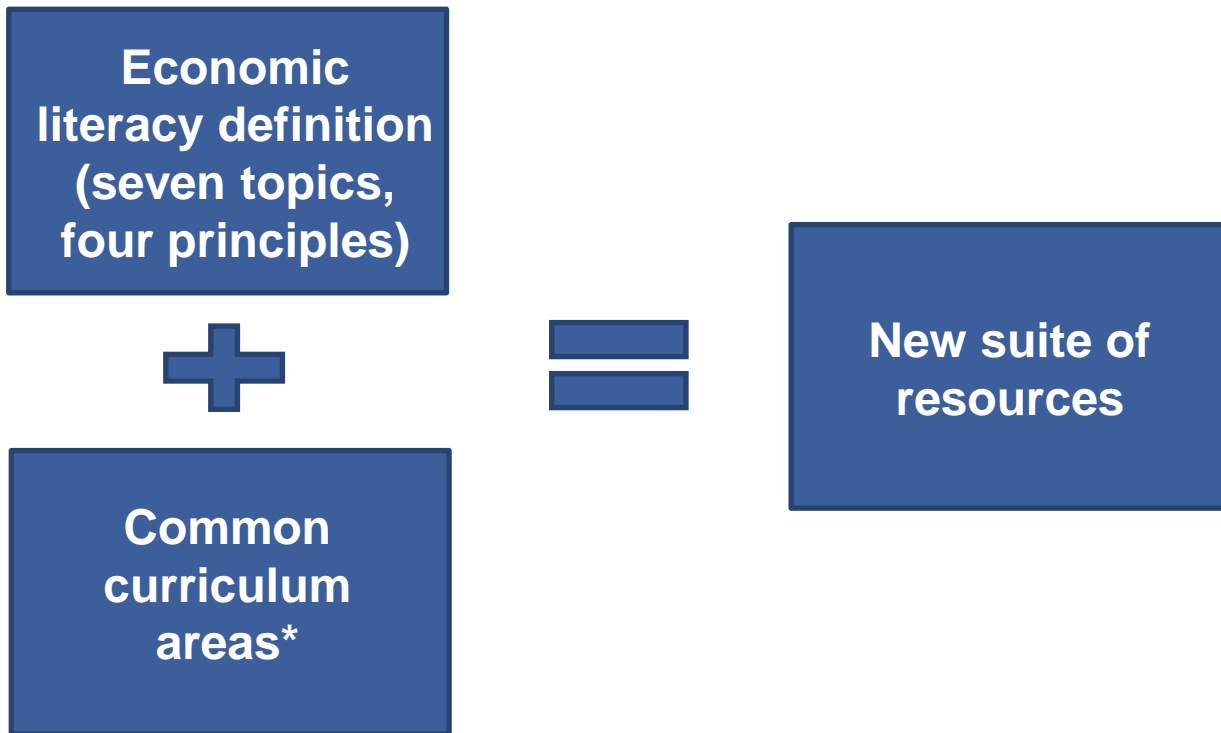 Economic
literacy definition
(seven topics,
four principles)
Common
curriculum
areas*
New suite of
resources